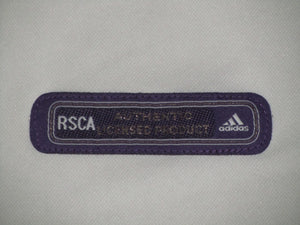 RSCA
AUTHENTIC
LICENSED PRODUCT
adidas